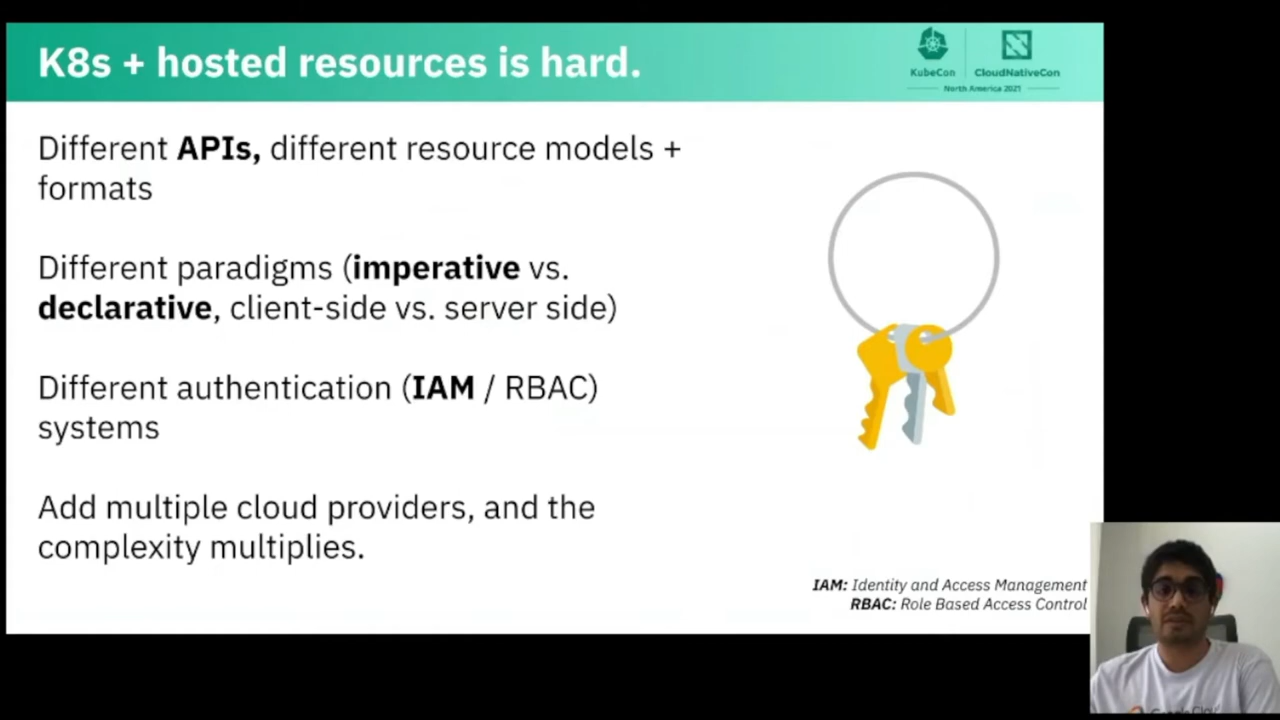 K8s + hosted resources is hard.
KubeCon
CloudNativeCon
North America 2021
Different APIs, different resource models +
formats
Different paradigms (imperative vs.
declarative, client-side vs. server side)
Different authentication (IAM / RBAC)
systems
Add multiple cloud providers, and the
complexity multiplies.
IAM: Identity and Access Management
RBAC: Role Based Access Control